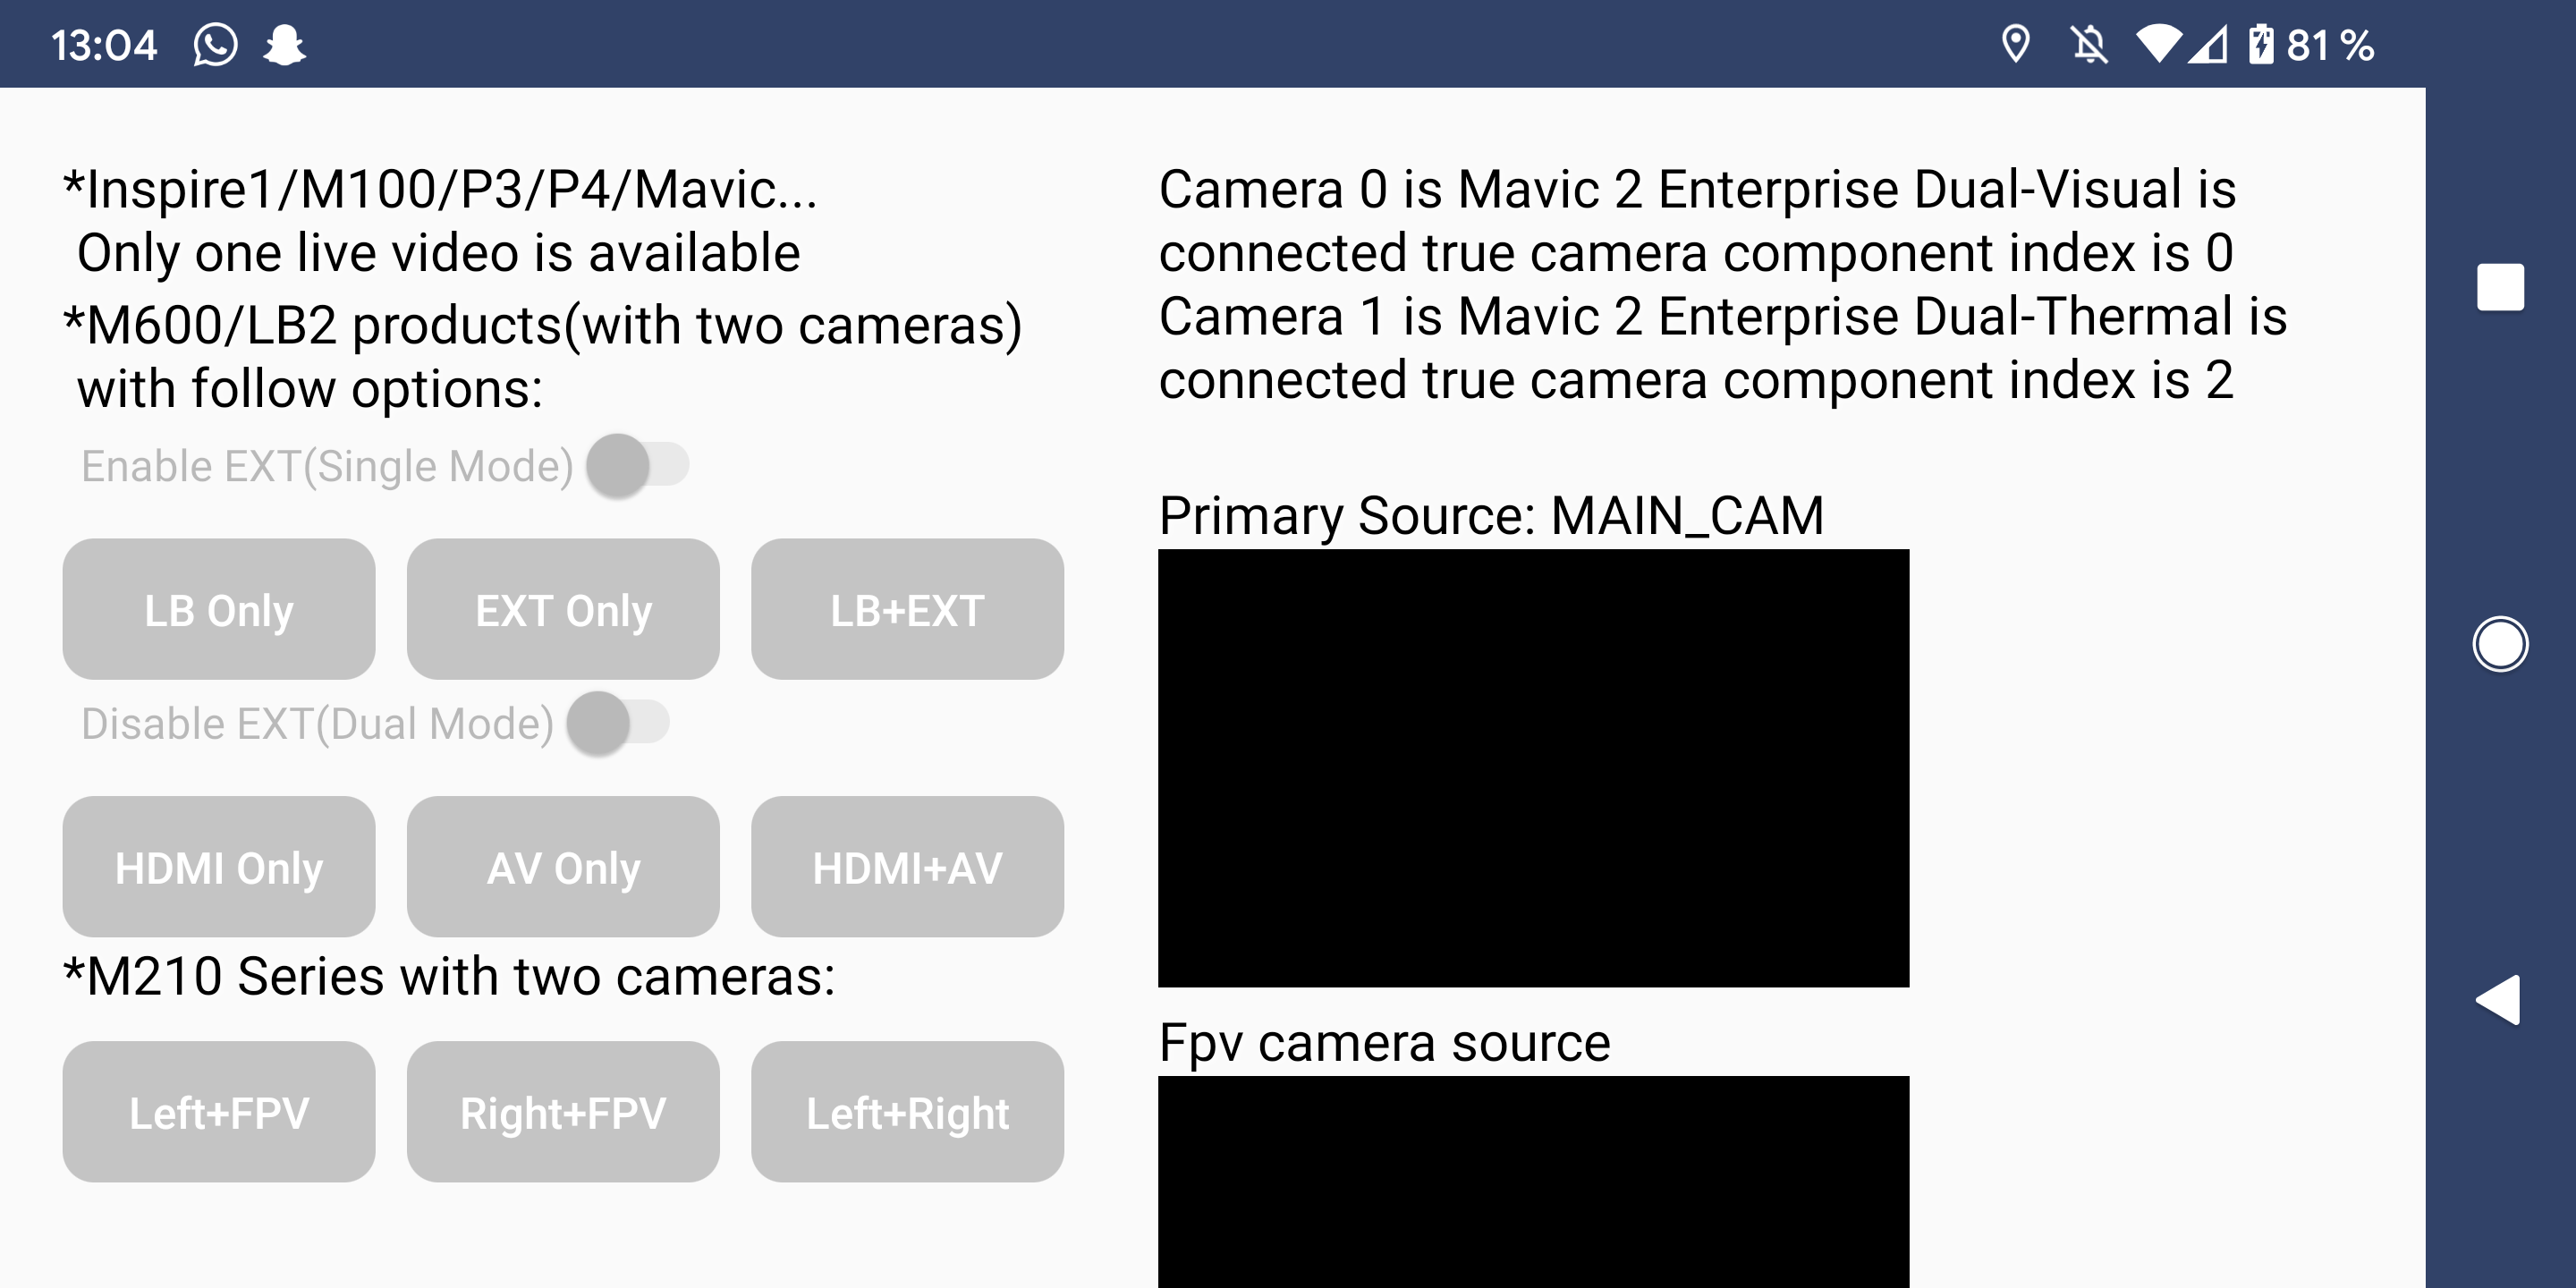 13:04
81 %
*Inspire1/M100/P3/P4/Mavic...
Only one live video is available
*M600/LB2 products(with two cameras)
with follow options:
Enable EXT(Single Mode)
LB Only
EXT Only
LB+EXT
Disable EXT(Dual Mode)
HDMI Only
AV Only
HDMI+AV
*M210 Series with two cameras:
Left+FPV
Right+FPV
Left+Right
Camera 0 is Mavic 2 Enterprise Dual-Visual is
connected true camera component index is 0
Camera 1 is Mavic 2 Enterprise Dual-Thermal is
connected true camera component index is 2
Primary Source: MAIN_CAM
Fpv camera source